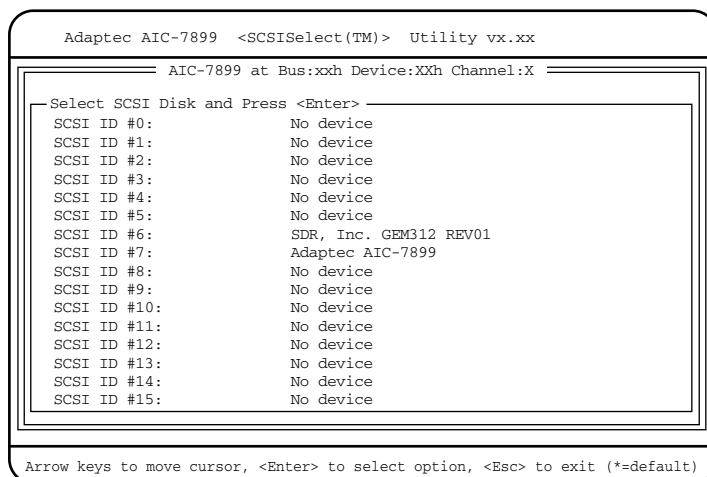 Adaptec AIC-7899 <SCSISelect(TM)> Utility vx.xx
AIC-7899 at Bus:xxh Device:XXh Channel:X
Select SCSI Disk and Press <Enter>
SCSI ID #0: No device
SCSI ID #1: No device
SCSI ID #2: No device
SCSI ID #3: No device
SCSI ID #4: No device
SCSI ID #5: No device
SCSI ID #6: SDR, Inc. GEM312 REV01
SCSI ID #7: Adaptec AIC-7899
SCSI ID #8: No device
SCSI ID #9: No device
SCSI ID #10: No device
SCSI ID #11: No device
SCSI ID #12: No device
SCSI ID #13: No device
SCSI ID #14: No device
SCSI ID #15: No device
Arrow keys to move cursor, <Enter> to select option, <Esc> to exit (*=default)